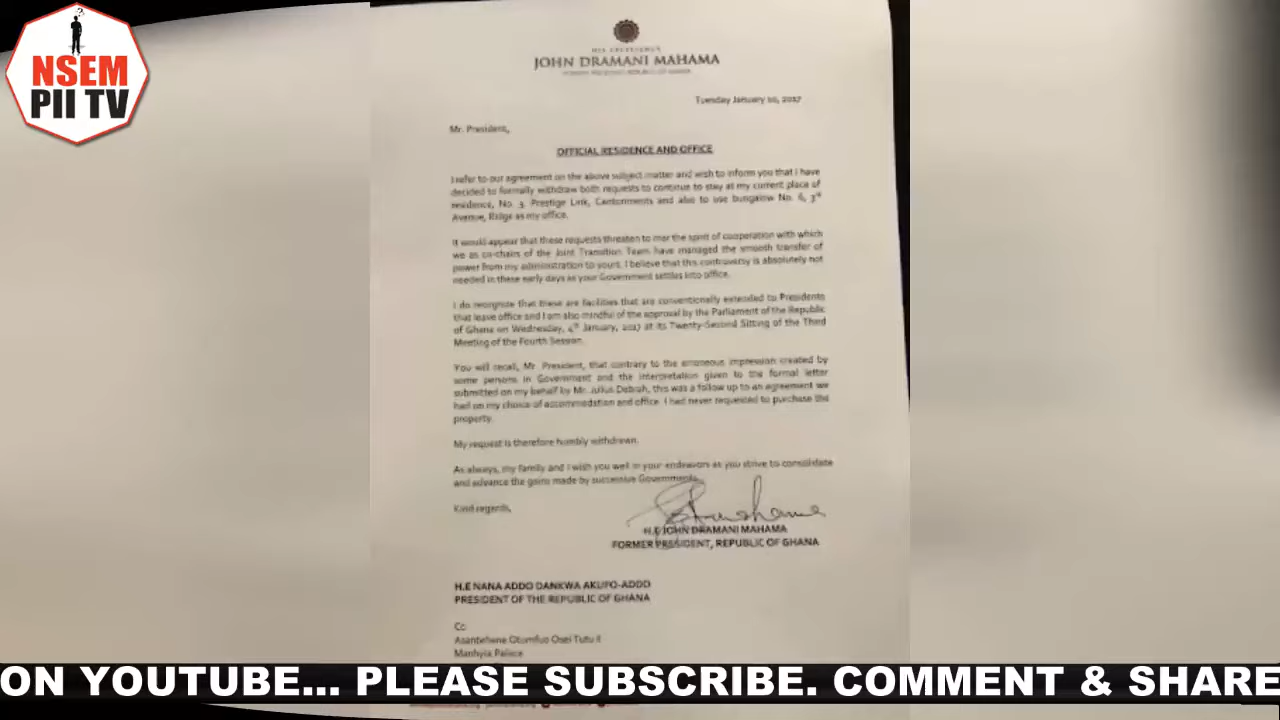 NSEM
PII TV
HIS EXCELLENCY
JOHN DRAMANI MAHAMA
FORMER PRESIDENT, REPUBLIC OF GHANA
Tuesday January 10, 2017
Mr. President,
OFFICIAL RESIDENCE AND OFFICE
I refer to our agreement on the above subject matter and wish to inform you that I have
decided to formally withdraw both requests to continue to stay at my current place of
residence, No. 3. Prestige Link, Cantonments and also to use bungalow No. 6, 3rd
Avenue, Ridge as my office.
It would appear that these requests threaten to mar the spirit of cooperation with which
we as co-chairs of the Joint Transition Team have managed the smooth transfer of
power from my administration to yours. I believe that this controversy is absolutely not
needed in these early days as your Government settles into office.
I do recognize that these are facilities that are conventionally extended to Presidents
that leave office and I am also mindful of the approval by the Parliament of the Republic
of Ghana on Wednesday, 4th January, 2017 at its Twenty-Second Sitting of the Third
Meeting of the Fourth Session.
You will recall, Mr. President, that contrary to the erroneous impression created by
some persons in Government and the interpretation given to the formal letter
submitted on my behalf by Mr. Julius Debrah, this was a follow up to an agreement we
had on my choice of accommodation and office. I had never requested to purchase the
property.
My request is therefore humbly withdrawn.
As always, my family and I wish you well in your endeavors as you strive to consolidate
and advance the gains made by successive Governments.
Kind regards,
H.E JOHN DRAMANI MAHAMA
FORMER PRESIDENT, REPUBLIC OF GHANA
H.E NANA ADDO DANKWA AKUFO-ADDO
PRESIDENT OF THE REPUBLIC OF GHANA
Cc
Asantehene Otumfuo Osei Tutu II
Manhyia Palace
ON YOUTUBE... PLEASE SUBSCRIBE. COMMENT & SHARE